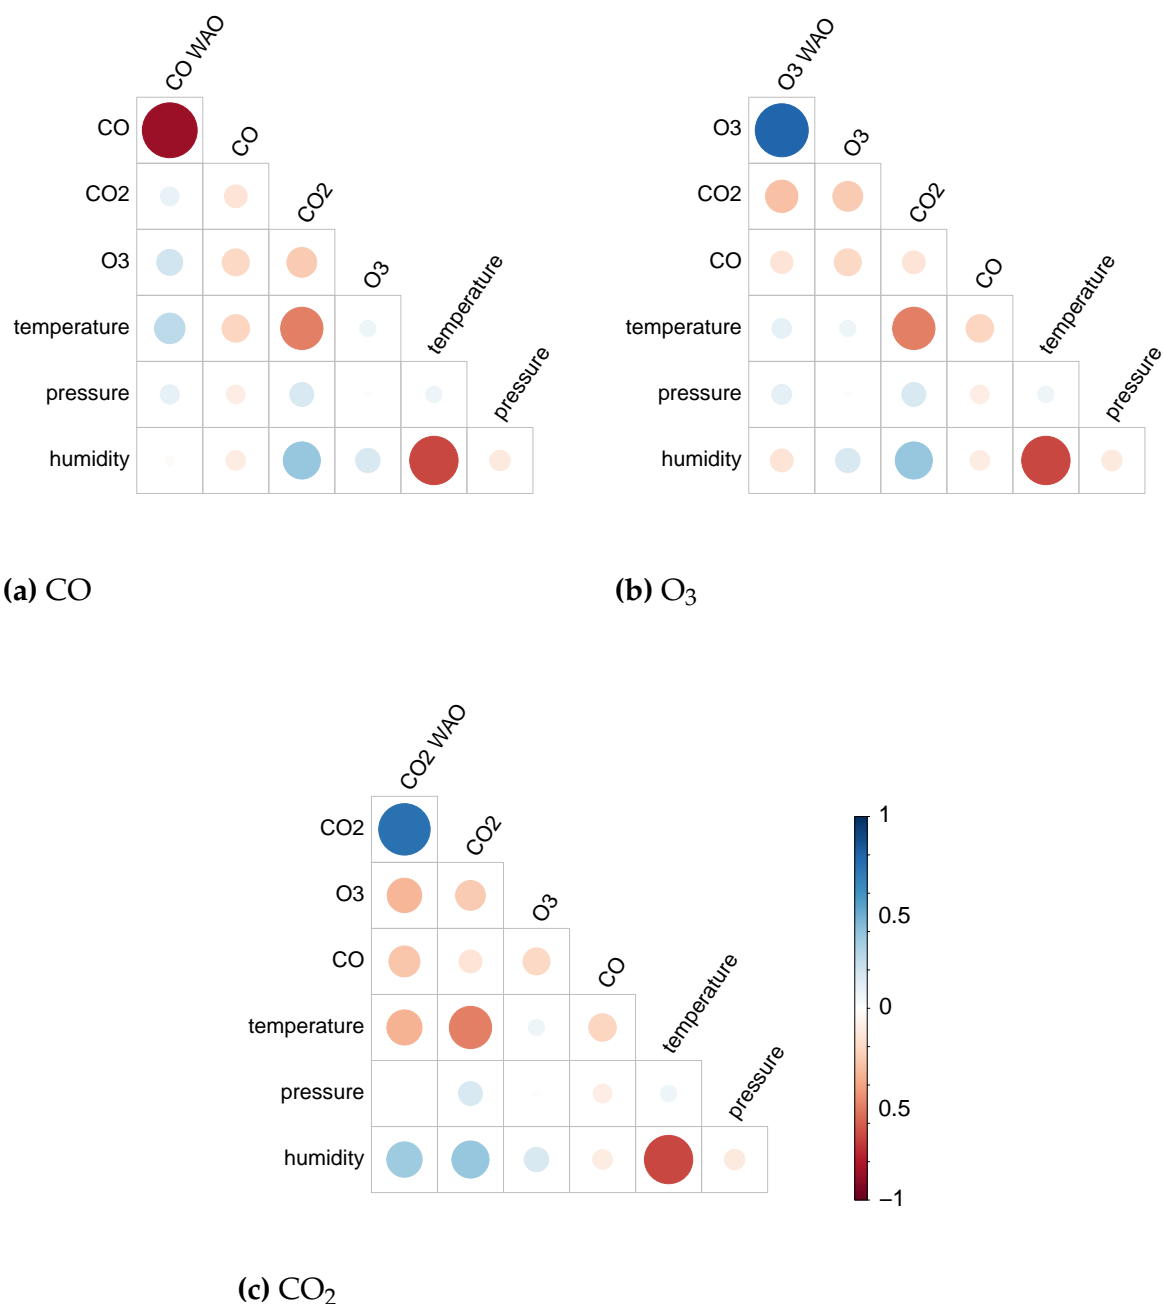 CO WAO
CO
CO
CO2
CO2
O3
O3
temperature
temperature
pressure
pressure
humidity
(a) CO
O3 WAO
O3
O3
CO2
CO2
CO
CO
temperature
temperature
pressure
pressure
humidity
(b) O₃
CO2 WAO
CO2
CO2
O3
O3
CO
CO
temperature
temperature
pressure
pressure
humidity
1
0.5
0
0.5
−1
(c) CO₂